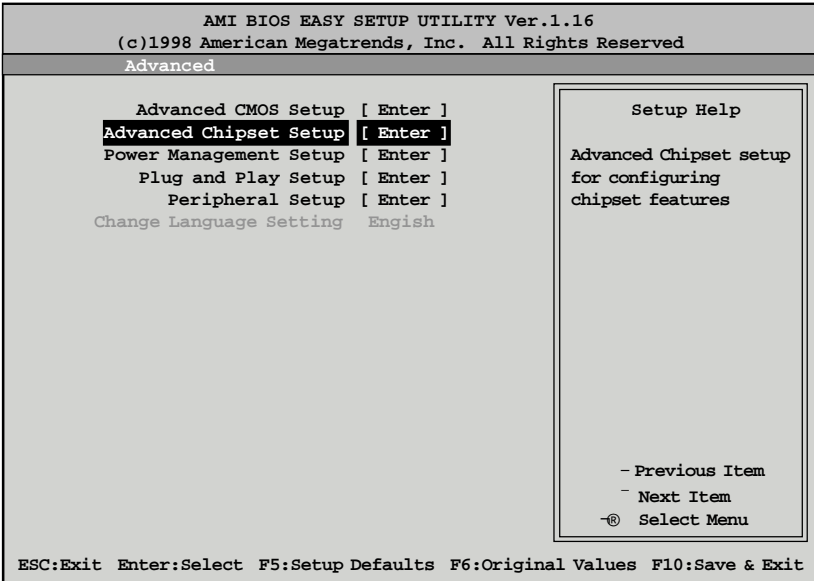 AMI BIOS EASY SETUP UTILITY Ver.1.16
(c)1998 American Megatrends, Inc. All Rights Reserved
Advanced
Advanced CMOS Setup [ Enter ]
Advanced Chipset Setup [ Enter ]
Power Management Setup [ Enter ]
Plug and Play Setup [ Enter ]
Peripheral Setup [ Enter ]
Change Language Setting Engish
Setup Help
Advanced Chipset setup
for configuring
chipset features
- Previous Item
¯ Next Item
¬® Select Menu
ESC:Exit Enter:Select F5:Setup Defaults F6:Original Values F10:Save & Exit